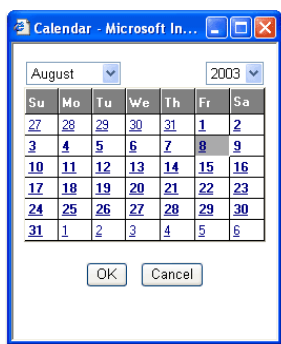 Calendar - Microsoft In...
August 2003
Su Mo Tu We Th Fr Sa
27 28 29 30 31 1 2
3 4 5 6 7 8 9
10 11 12 13 14 15 16
17 18 19 20 21 22 23
24 25 26 27 28 29 30
31 1 2 3 4 5 6
OK Cancel